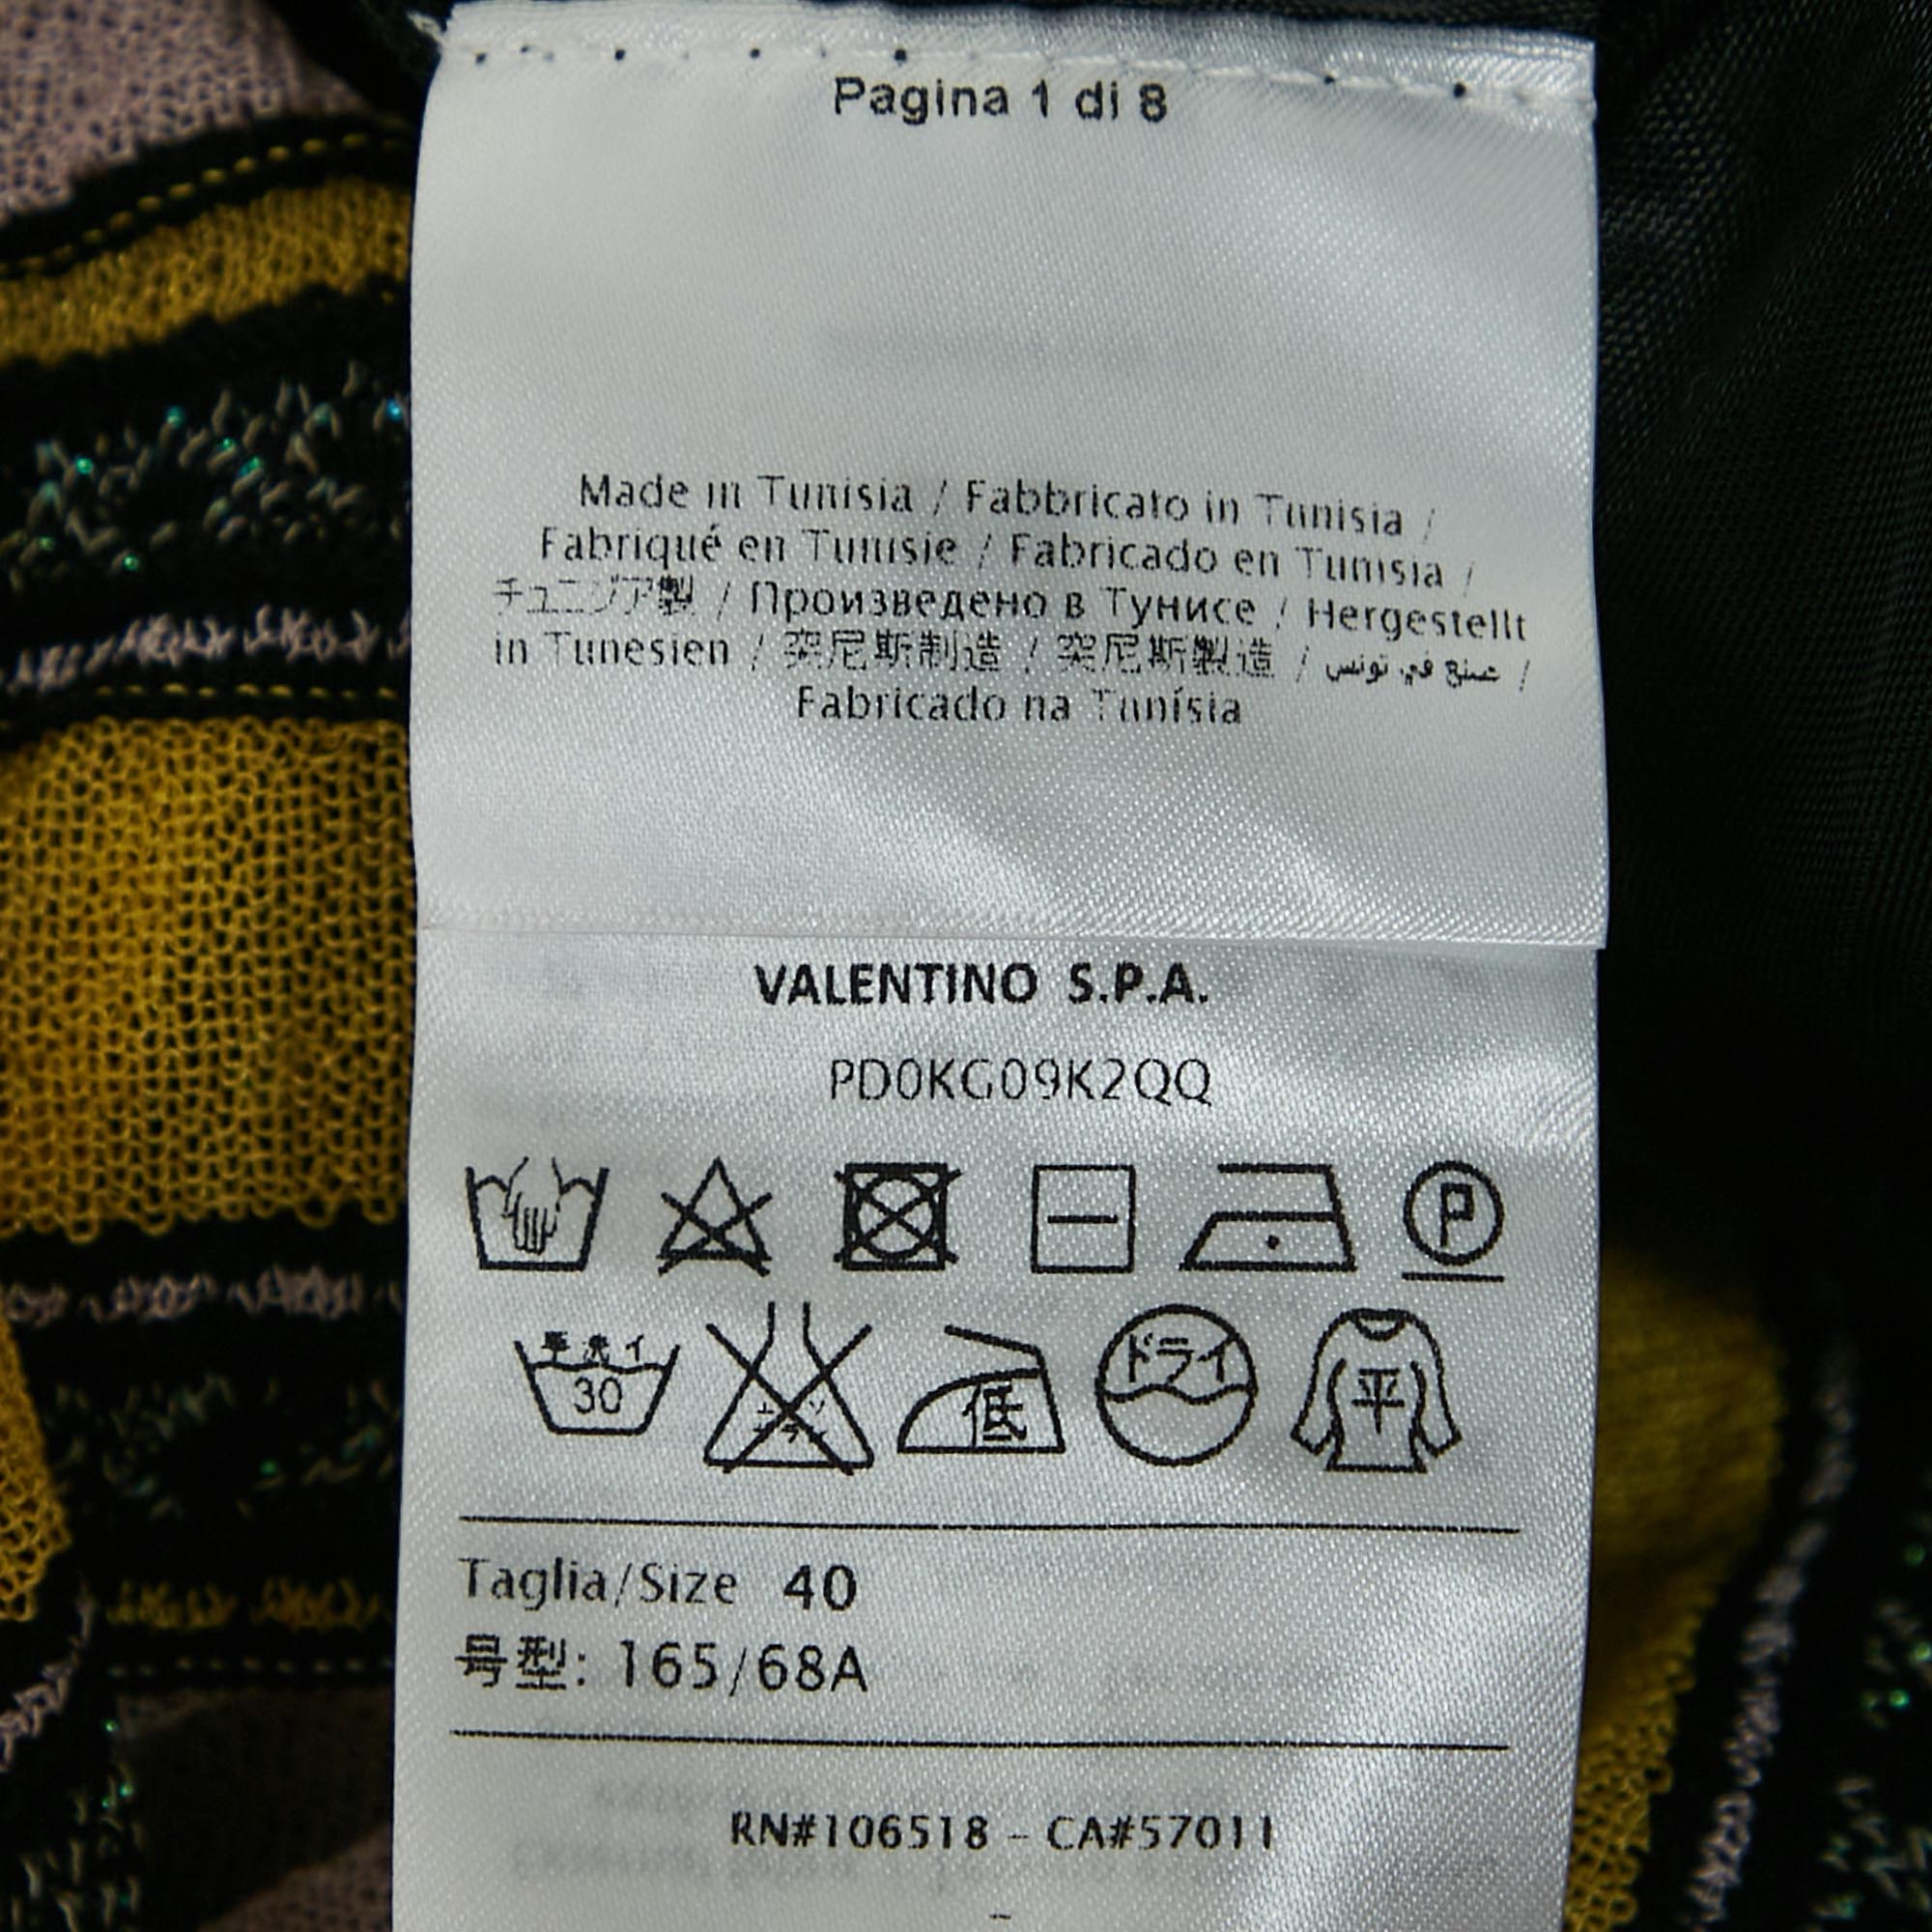 Pagina 1 di 8
Made in Tunisia / Fabbricato in Tunisia /
Fabriqué en Tunisie / Fabricado en Tunisia /
チュニジア製 / Произведено в Тунисе / Hergestellt
in Tunesien / 突尼斯制造 / 突尼斯製造 / صنع في تونس /
Fabricado na Tunísia
VALENTINO S.P.A.
PD0KG09K2QQ
P
手洗イ
30
低
ドライ
平
Taglia/Size 40
号型: 165/68A
RN#106518 - CA#57011